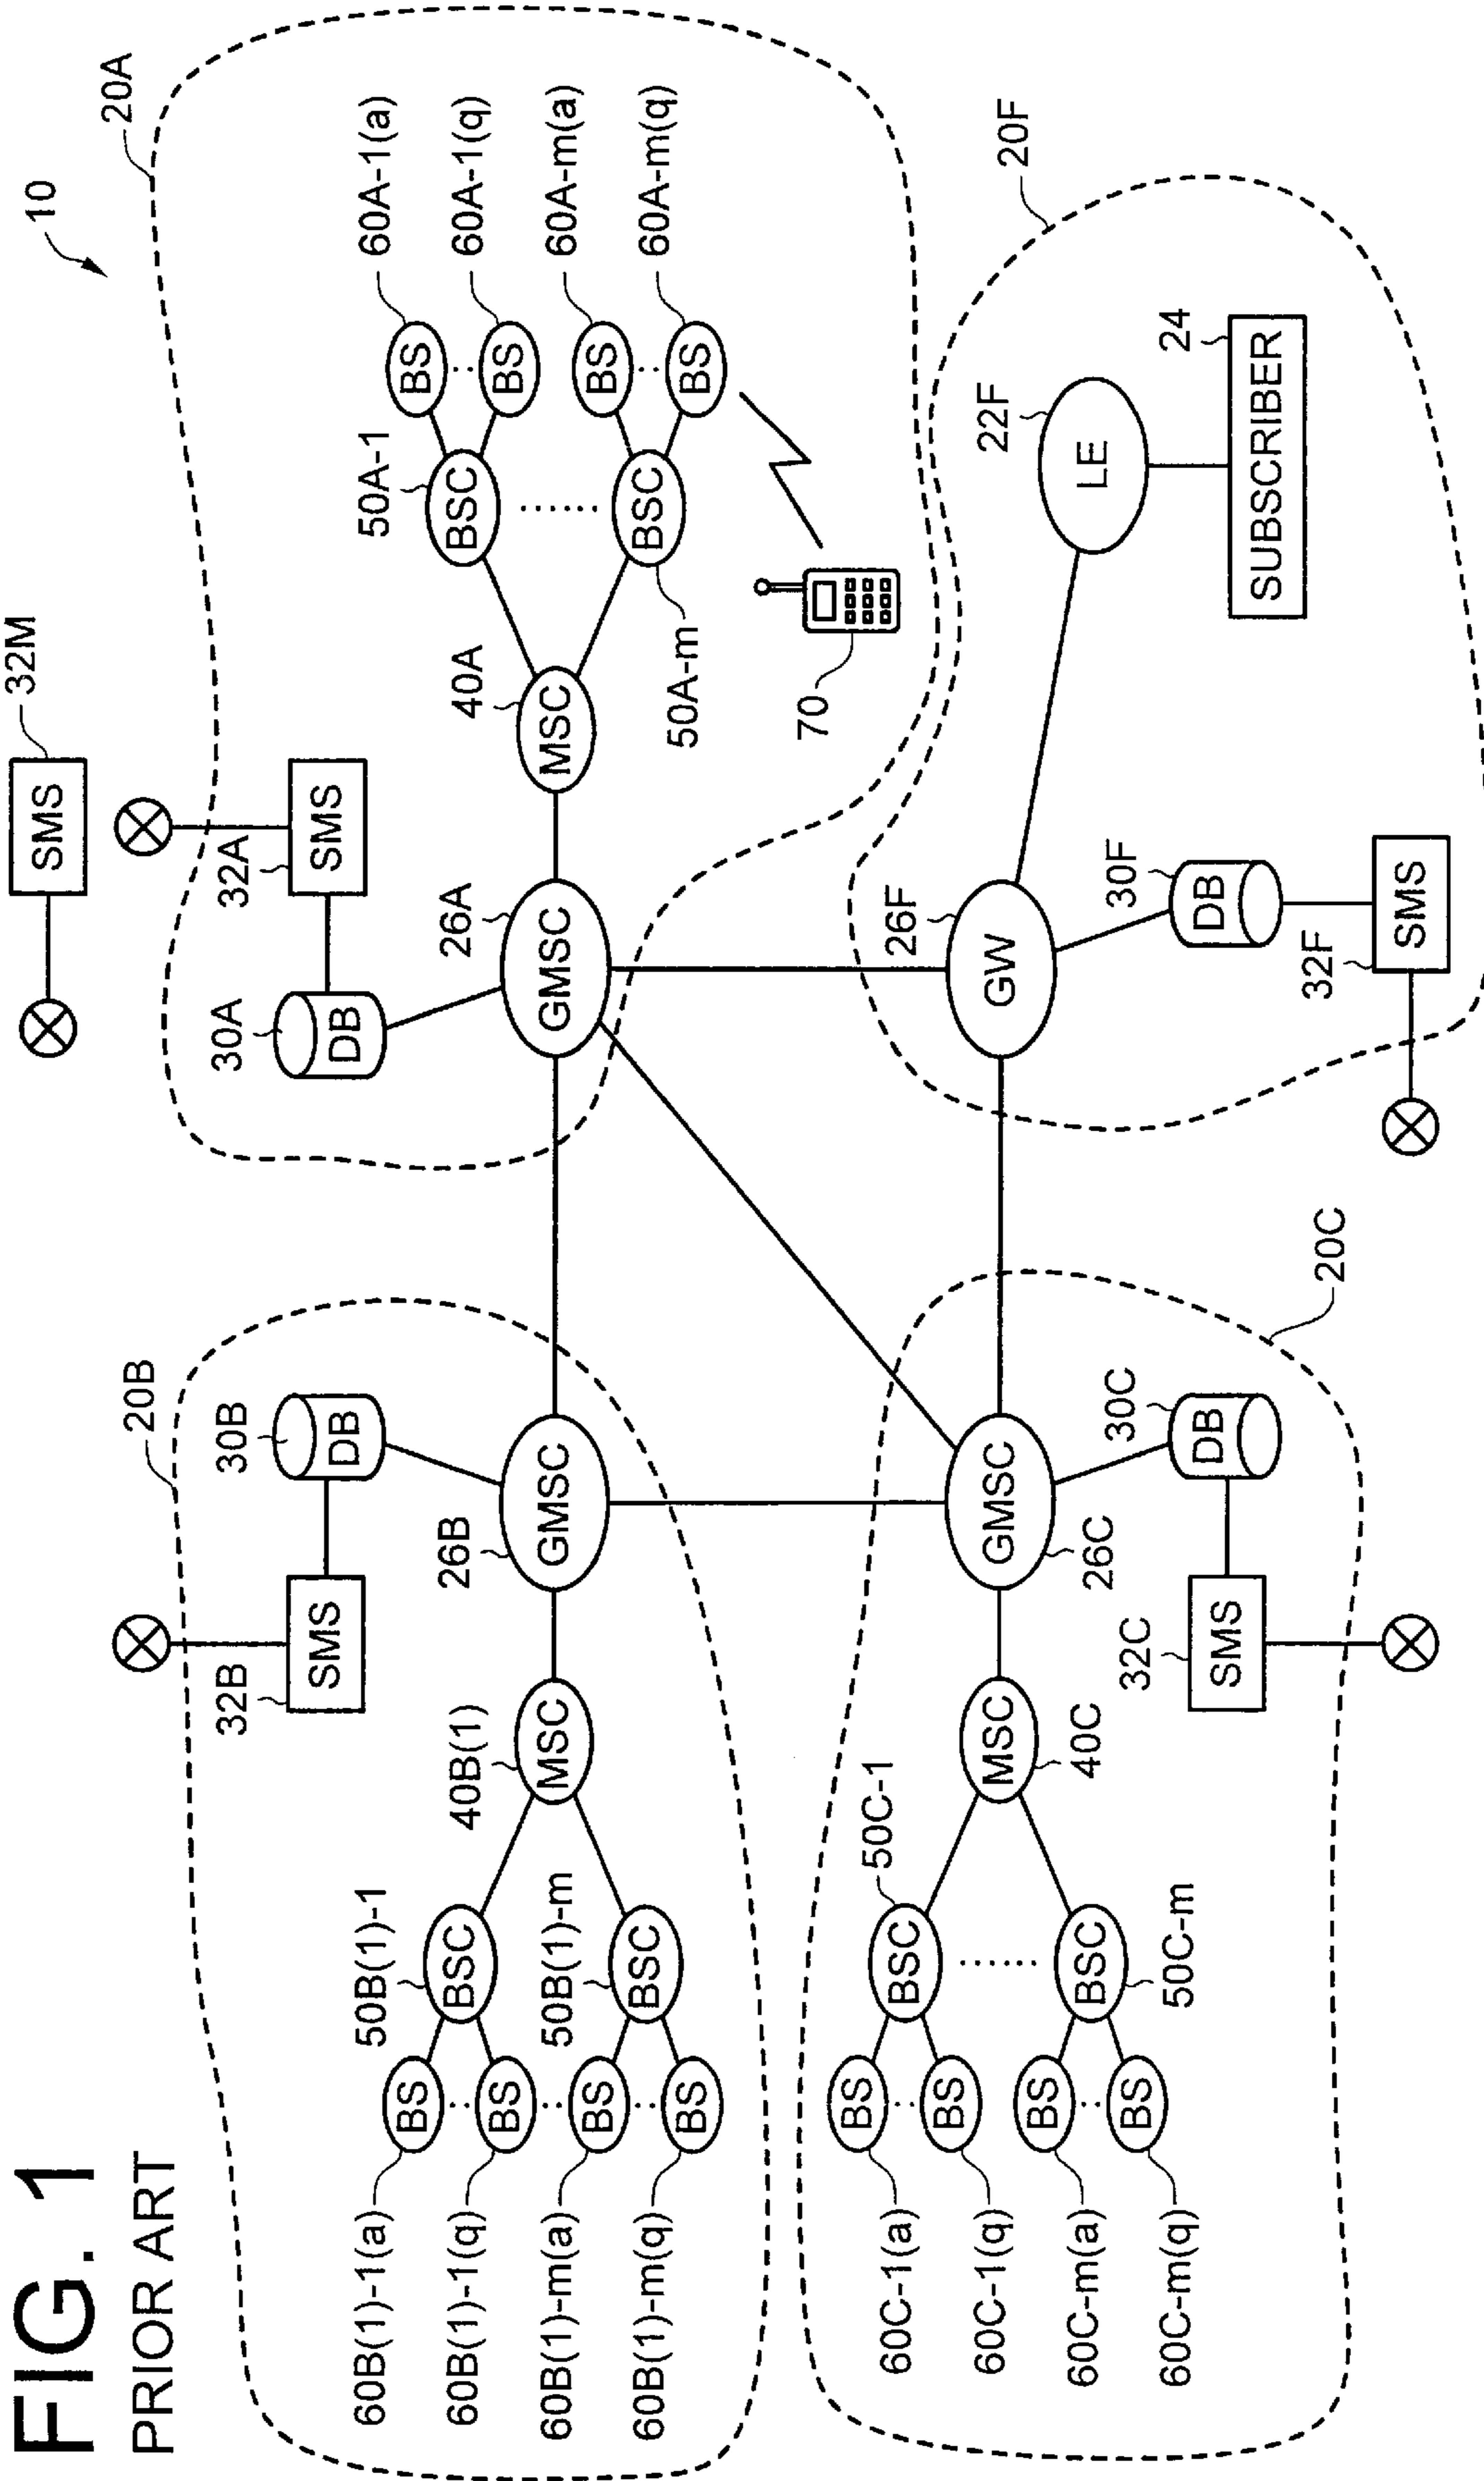 FIG. 1
PRIOR ART
10
SMS
32M
20B
30B
DB
SMS
32B
26B
GMSC
40B(1)
MSC
50B(1)-1
BSC
50B(1)-m
BSC
BS
BS
BS
BS
60B(1)-1(a)
60B(1)-1(q)
60B(1)-m(a)
60B(1)-m(q)
20A
32A
SMS
30A
DB
26A
GMSC
40A
MSC
50A-1
BSC
BSC
50A-m
BS
BS
BS
BS
60A-1(a)
60A-1(q)
60A-m(a)
60A-m(q)
70
20C
GMSC
26C
30C
DB
32C
SMS
MSC
40C
50C-1
BSC
BSC
50C-m
BS
BS
BS
BS
60C-1(a)
60C-1(q)
60C-m(a)
60C-m(q)
20F
26F
GW
30F
DB
32F
SMS
22F
LE
24
SUBSCRIBER